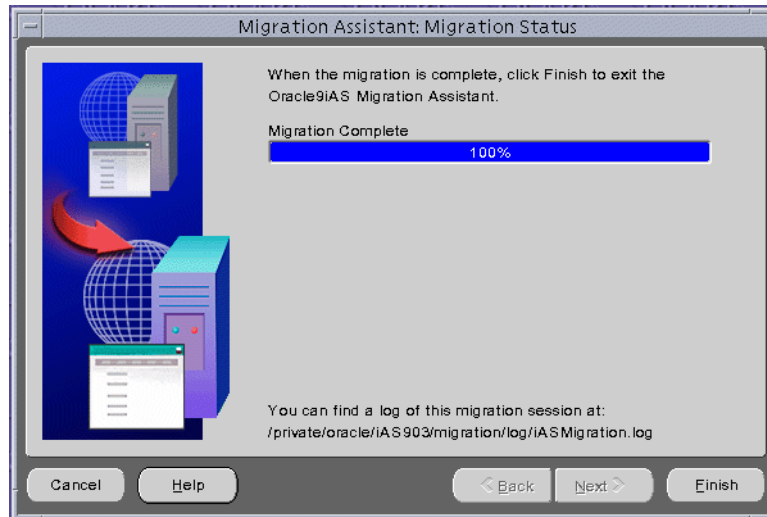 Migration Assistant: Migration Status
When the migration is complete, click Finish to exit the
Oracle9iAS Migration Assistant.
Migration Complete
100%
You can find a log of this migration session at:
/private/oracle/iAS903/migration/log/iASMigration.log
Cancel
Help
Back
Next
Finish